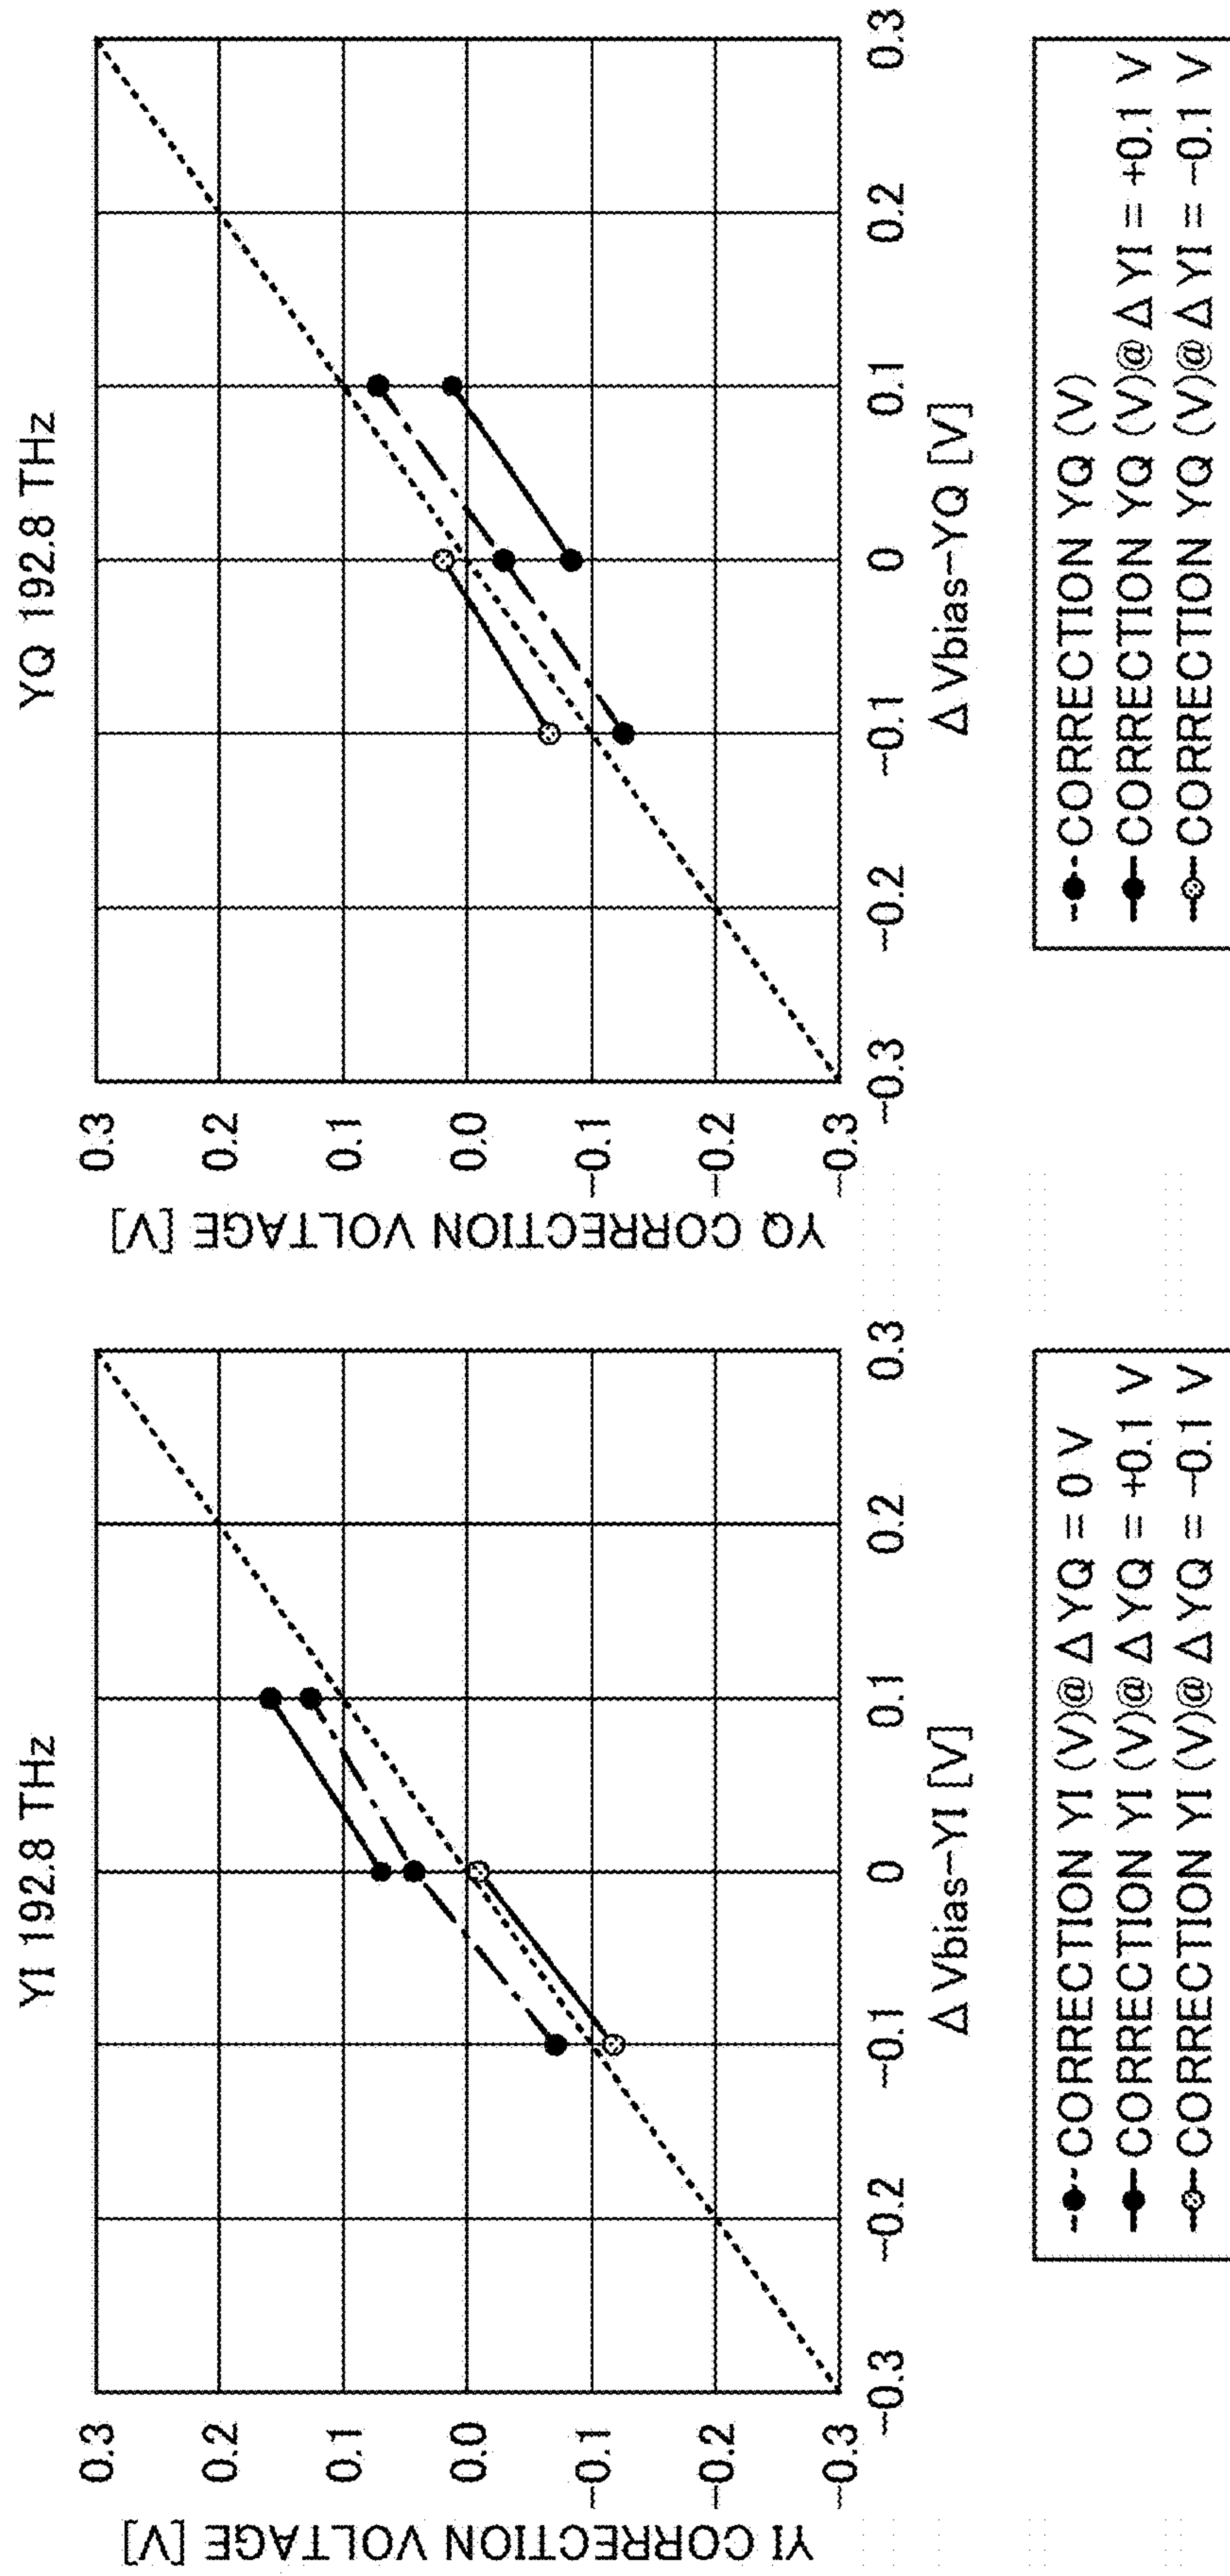 YI 192.8 THz
YI CORRECTION VOLTAGE [V]
0.3
0.2
0.1
0.0
-0.1
-0.2
-0.3
-0.3
-0.2
-0.1
0
0.1
0.2
0.3
Δ Vbias-YI [V]
CORRECTION YI (V)@ Δ YQ = 0 V
CORRECTION YI (V)@ Δ YQ = +0.1 V
CORRECTION YI (V)@ Δ YQ = -0.1 V
YQ 192.8 THz
YQ CORRECTION VOLTAGE [V]
0.3
0.2
0.1
0.0
-0.1
-0.2
-0.3
-0.3
-0.2
-0.1
0
0.1
0.2
0.3
Δ Vbias-YQ [V]
CORRECTION YQ (V)
CORRECTION YQ (V)@ Δ YI = +0.1 V
CORRECTION YQ (V)@ Δ YI = -0.1 V